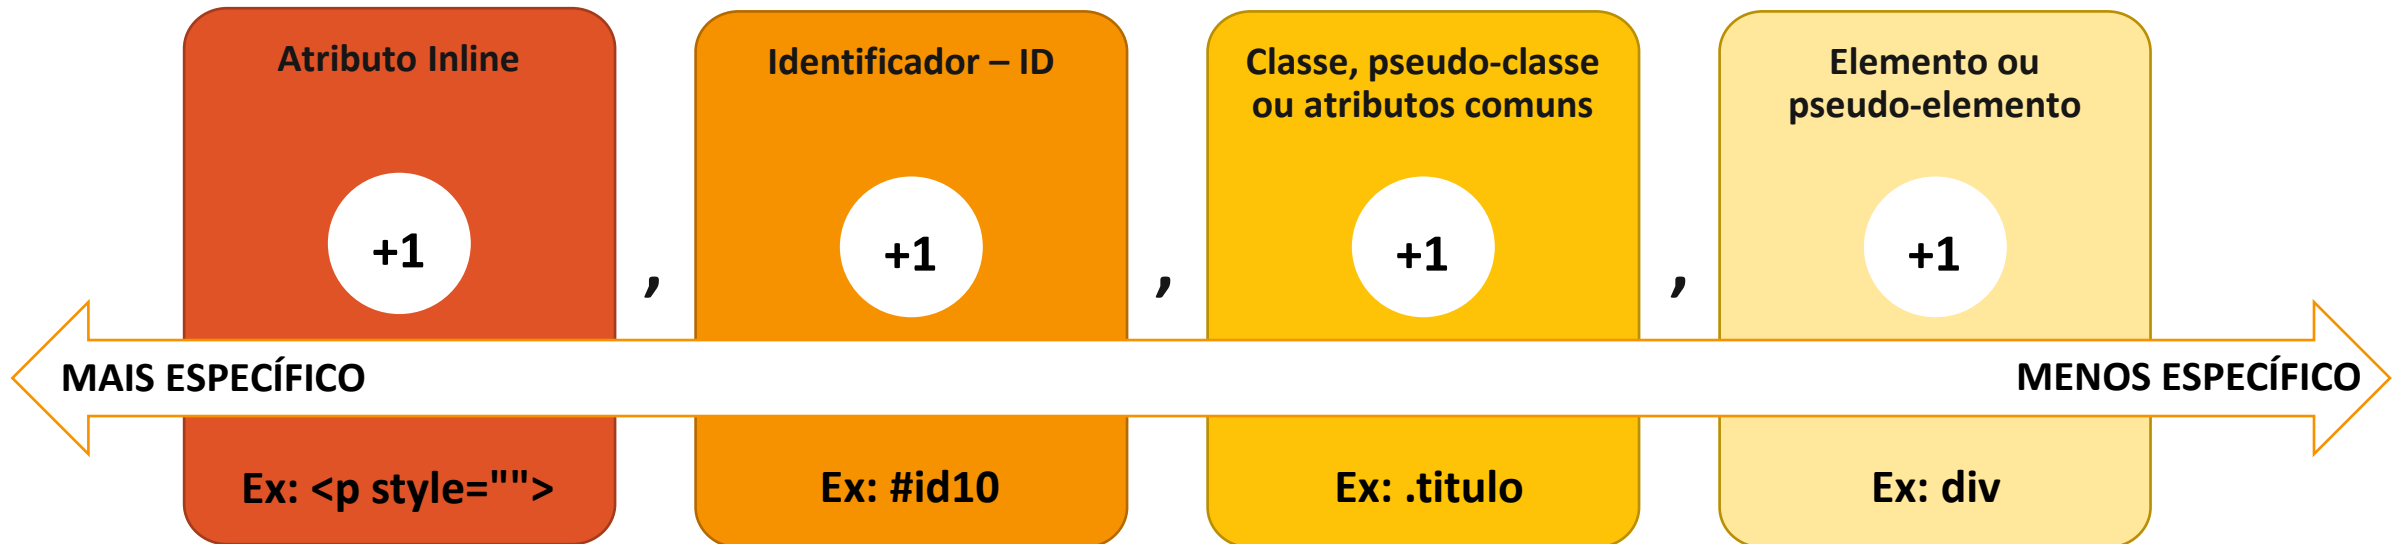 Atributo Inline
+1
Ex: <p style="">
,
Identificador – ID
+1
Ex: #id10
,
Classe, pseudo-classe
ou atributos comuns
+1
Ex: .titulo
,
Elemento ou
pseudo-elemento
+1
Ex: div
MAIS ESPECÍFICO
MENOS ESPECÍFICO